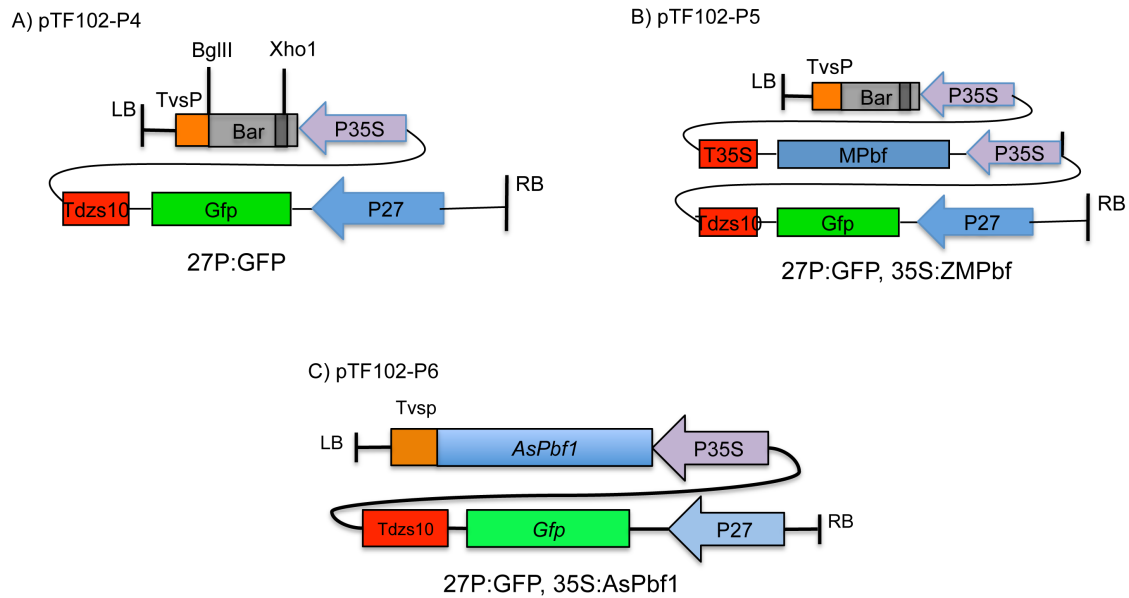 A) pTF102-P4
BglII
Xho1
TvsP
LB
Bar
P35S
RB
Tdzs10
Gfp
P27
27P:GFP
B) pTF102-P5
TvsP
LB
Bar
P35S
T35S
MPbf
P35S
RB
Tdzs10
Gfp
P27
27P:GFP, 35S:ZMPbf
C) pTF102-P6
Tvsp
LB
AsPbf1
P35S
Tdzs10
Gfp
P27
RB
27P:GFP, 35S:AsPbf1